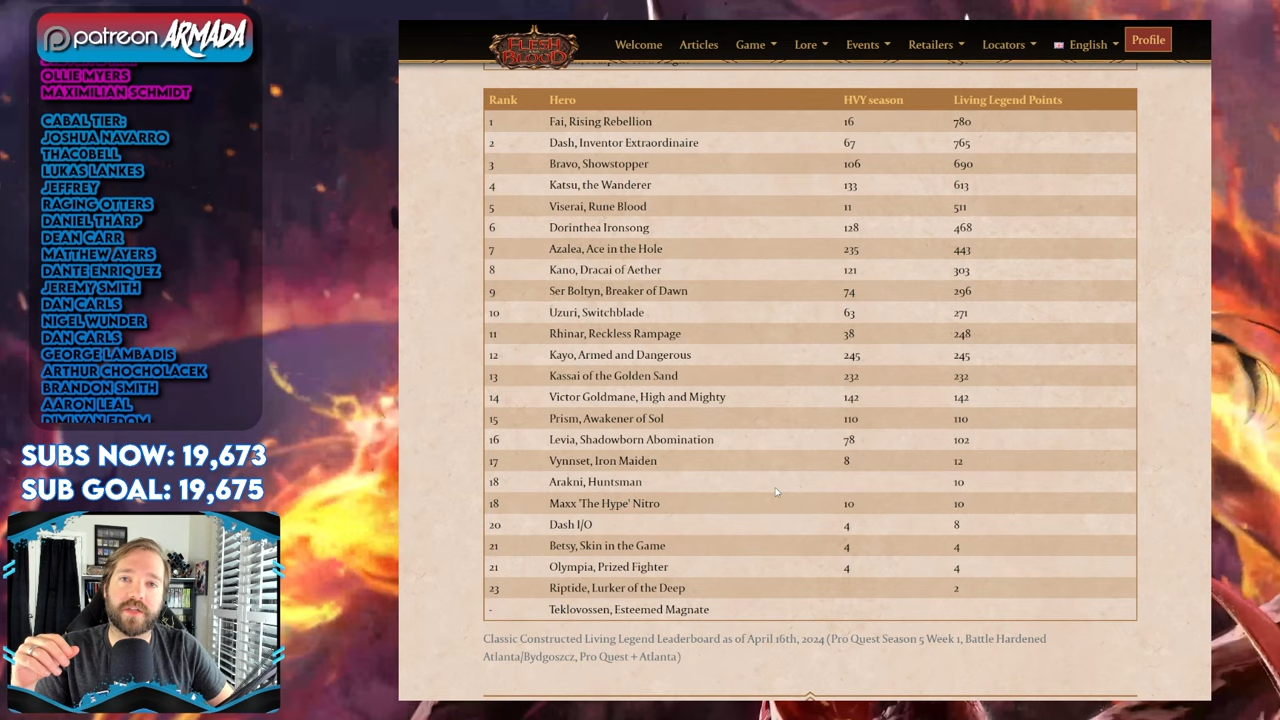 patreon ARMADA
OLLIE MYERS
MAXIMILIAN SCHMIDT
CABAL TIER:
JOSHUA NAVARRO
THACOBELL
LUKAS LANKES
JEFFREY
RAGING OTTERS
DANIEL THARP
DEAN CARR
MATTHEW AYERS
DANTE ENRIQUEZ
JEREMY SMITH
DAN CARLS
NIGEL WUNDER
DAN CARLS
GEORGE LAMBADIS
ARTHUR CHOCHOLACEK
BRANDON SMITH
AARON LEAL
DIMI VAN EDOM
SUBS NOW: 19,673
SUB GOAL: 19,675
FLESH AND BLOOD Welcome Articles Game Lore Events Retailers Locators English Profile
Rank Hero HVY season Living Legend Points
1 Fai, Rising Rebellion 16 780
2 Dash, Inventor Extraordinaire 67 765
3 Bravo, Showstopper 106 690
4 Katsu, the Wanderer 133 613
5 Viserai, Rune Blood 11 511
6 Dorinthea Ironsong 128 468
7 Azalea, Ace in the Hole 235 443
8 Kano, Dracai of Aether 121 303
9 Ser Boltyn, Breaker of Dawn 74 296
10 Uzuri, Switchblade 63 271
11 Rhinar, Reckless Rampage 38 248
12 Kayo, Armed and Dangerous 245 245
13 Kassai of the Golden Sand 232 232
14 Victor Goldmane, High and Mighty 142 142
15 Prism, Awakener of Sol 110 110
16 Levia, Shadowborn Abomination 78 102
17 Vynnset, Iron Maiden 8 12
18 Arakni, Huntsman 10
18 Maxx 'The Hype' Nitro 10 10
20 Dash I/O 4 8
21 Betsy, Skin in the Game 4 4
21 Olympia, Prized Fighter 4 4
23 Riptide, Lurker of the Deep 2
- Teklovossen, Esteemed Magnate
Classic Constructed Living Legend Leaderboard as of April 16th, 2024 (Pro Quest Season 5 Week 1, Battle Hardened
Atlanta/Bydgoszcz, Pro Quest + Atlanta)